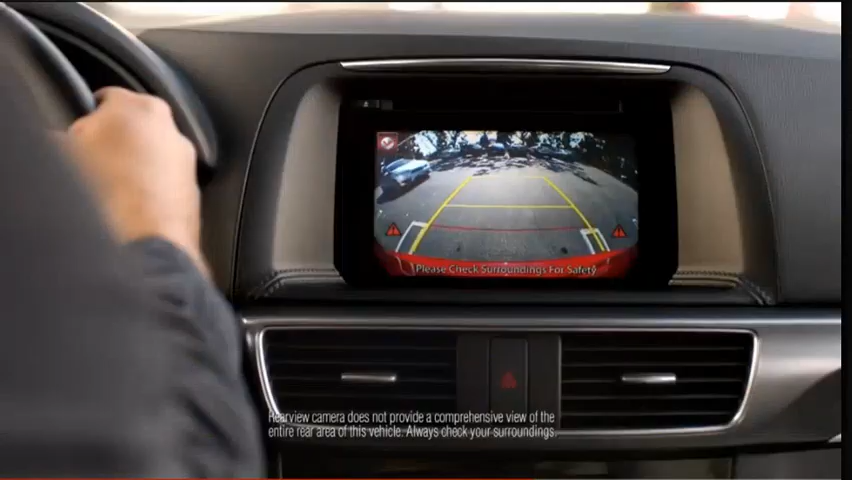 Please Check Surroundings For Safety
Rearview camera does not provide a comprehensive view of the
entire rear area of this vehicle. Always check your surroundings.